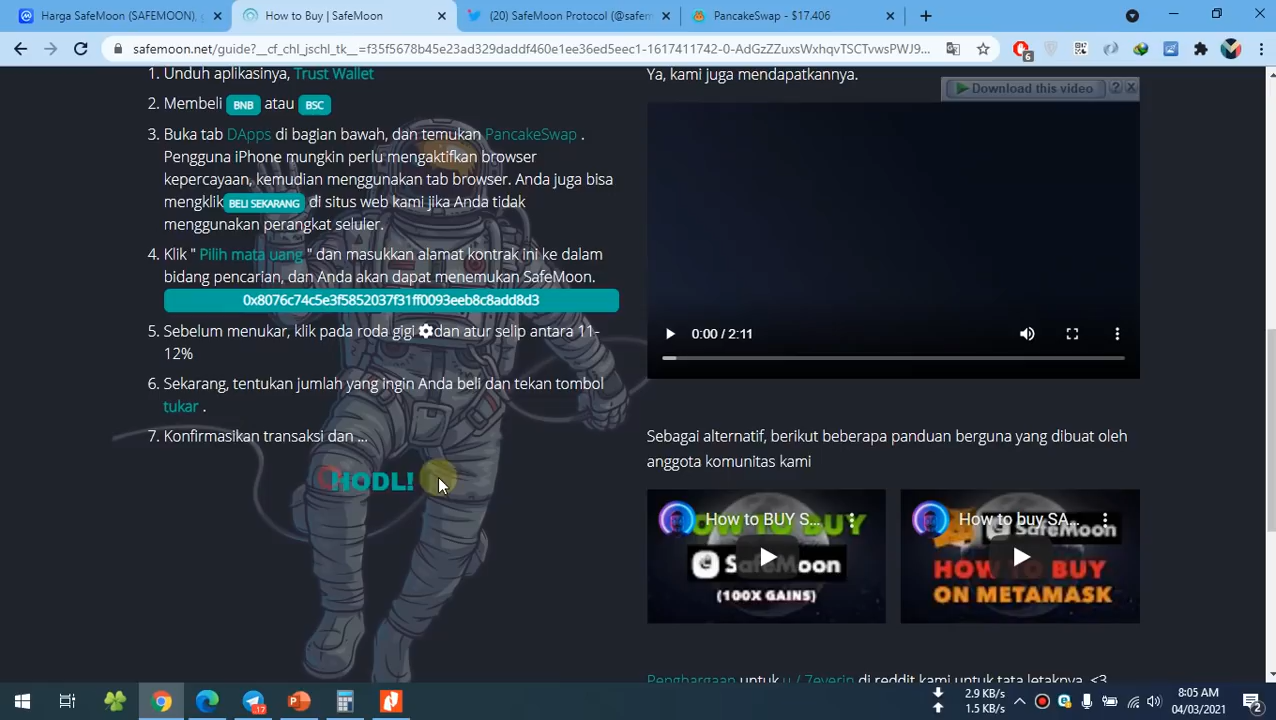 Harga SafeMoon (SAFEMOON), g
How to Buy | SafeMoon
(20) SafeMoon Protocol (@safem
PancakeSwap - $17.406
safemoon.net/guide?__cf_chl_jschl_tk__=f35f5678b45e23ad329daddf460e1ee36ed5eec1-1617411742-0-AdGzZZuxsWxhqvTSCTvwsPWJ9...
6
1. Unduh aplikasinya, Trust Wallet
2. Membeli BNB atau BSC
3. Buka tab DApps di bagian bawah, dan temukan PancakeSwap .
Pengguna iPhone mungkin perlu mengaktifkan browser
kepercayaan, kemudian menggunakan tab browser. Anda juga bisa
mengklik BELI SEKARANG di situs web kami jika Anda tidak
menggunakan perangkat seluler.
4. Klik " Pilih mata uang " dan masukkan alamat kontrak ini ke dalam
bidang pencarian, dan Anda akan dapat menemukan SafeMoon.
0x8076c74c5e3f5852037f31ff0093eeb8c8add8d3
5. Sebelum menukar, klik pada roda gigi dan atur selip antara 11-
12%
6. Sekarang, tentukan jumlah yang ingin Anda beli dan tekan tombol
tukar .
7. Konfirmasikan transaksi dan ...
HODL!
Ya, kami juga mendapatkannya.
Download this video
0:00 / 2:11
Sebagai alternatif, berikut beberapa panduan berguna yang dibuat oleh
anggota komunitas kami
How to BUY S...
HOW TO BUY
SafeMoon
(100X GAINS)
How to buy SA...
SafeMoon
HOW TO BUY
ON METAMASK
Penghargaan untuk u / 7everin di reddit kami untuk tata letaknya. <3
17
2.9 KB/s
1.5 KB/s
8:05 AM
04/03/2021
2